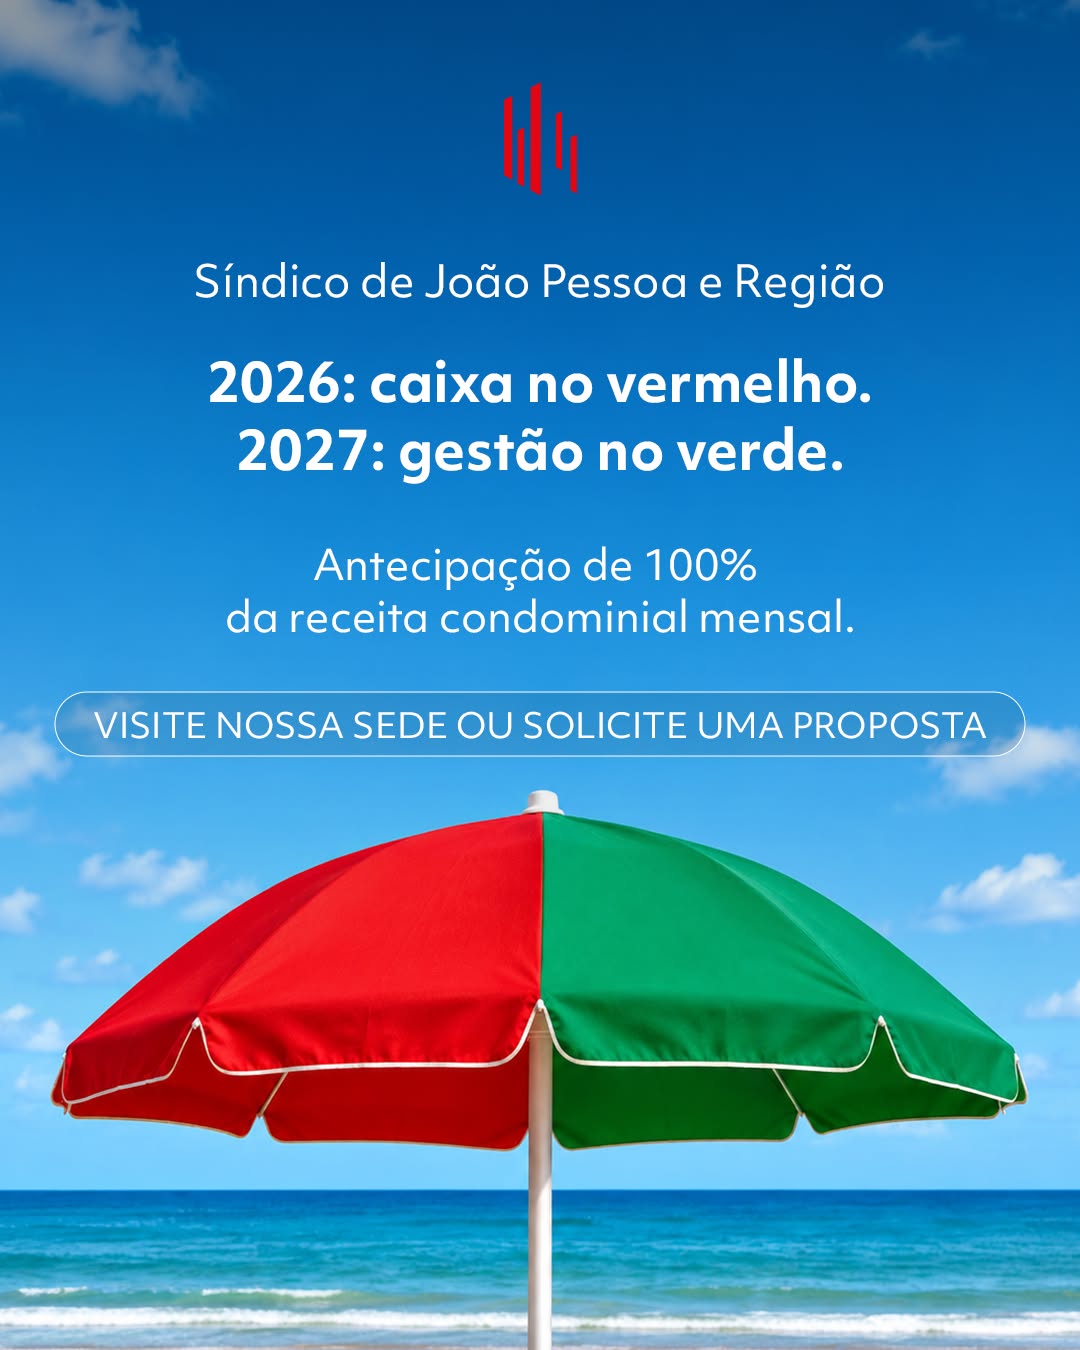 Síndico de João Pessoa e Região
2026: caixa no vermelho.
2027: gestão no verde.
Antecipação de 100%
da receita condominial mensal.
VISITE NOSSA SEDE OU SOLICITE UMA PROPOSTA